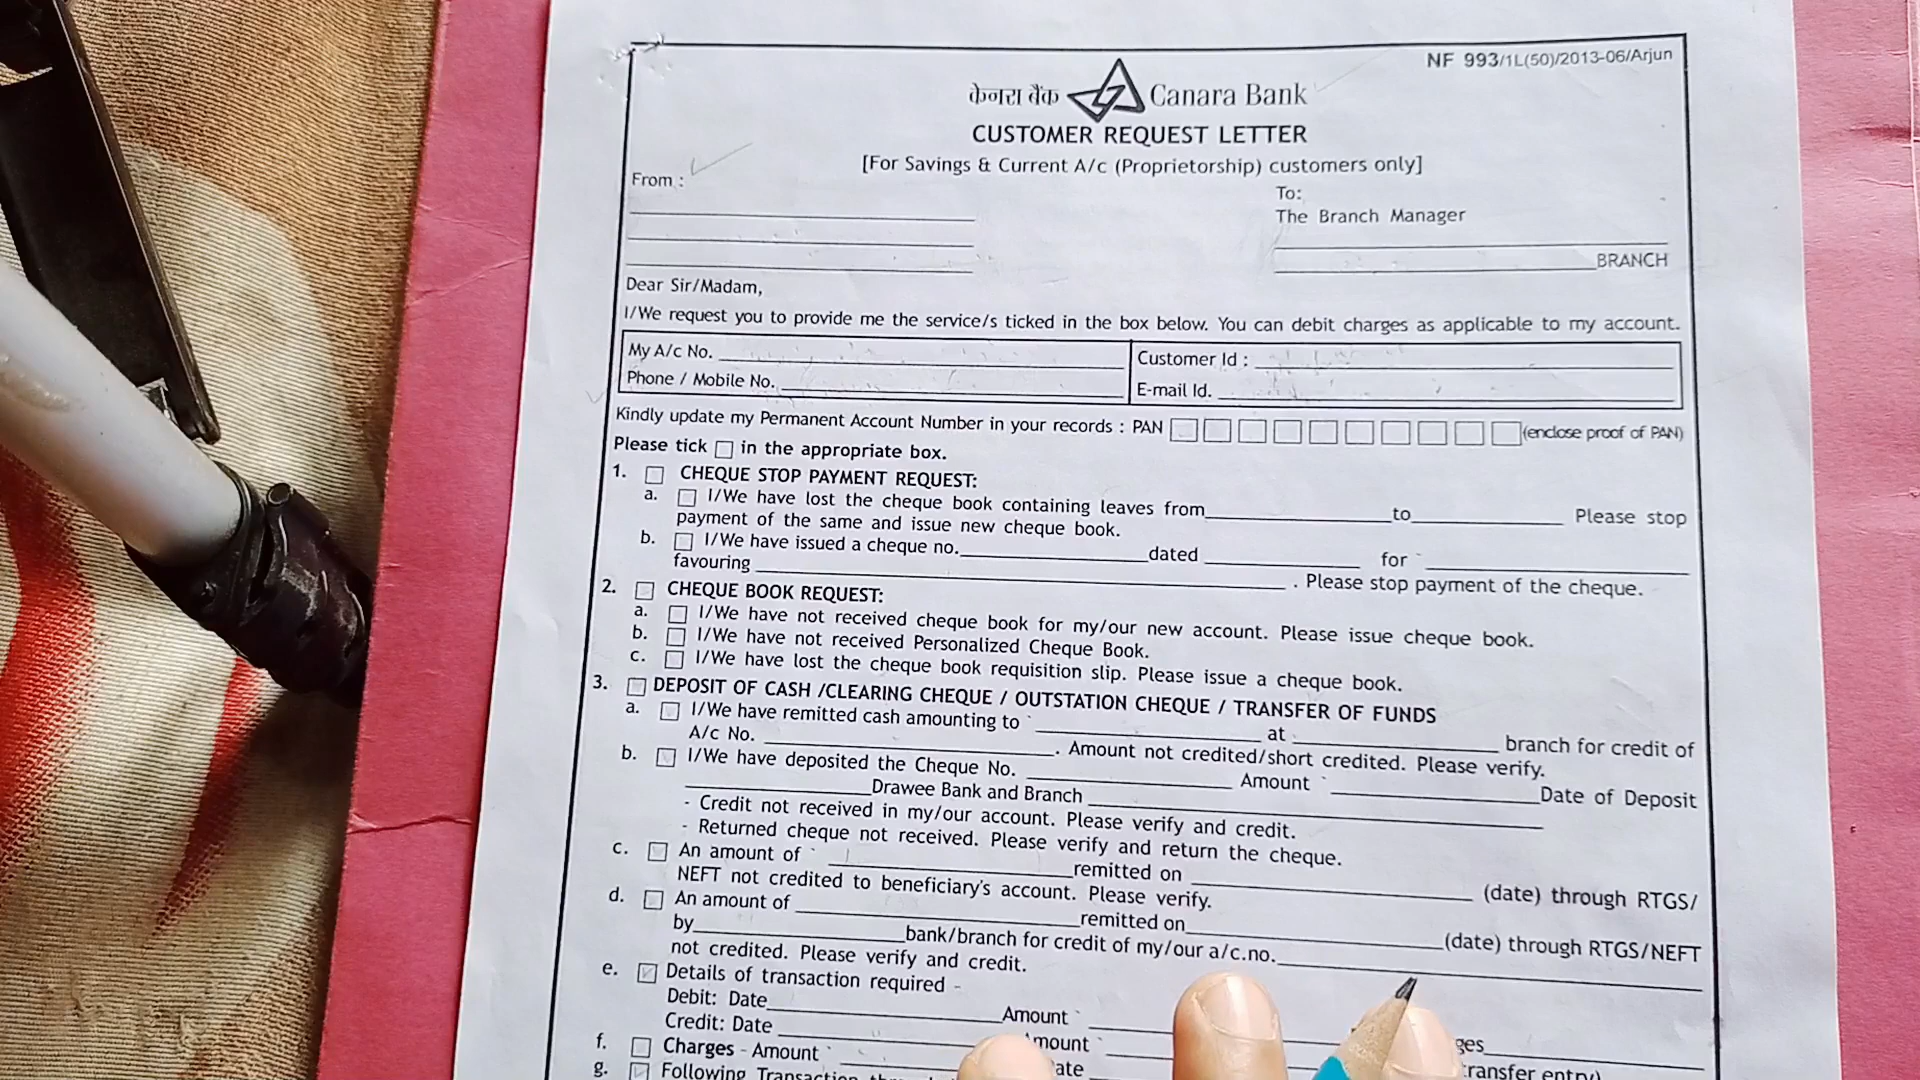 NF 993/1L(50)/2013-06/Arjun
केनरा बैंक Canara Bank
CUSTOMER REQUEST LETTER
[For Savings & Current A/c (Proprietorship) customers only]
From :
To:
The Branch Manager
BRANCH
Dear Sir/Madam,
I/We request you to provide me the service/s ticked in the box below. You can debit charges as applicable to my account.
My A/c No.
Customer Id :
Phone / Mobile No.
E-mail Id.
Kindly update my Permanent Account Number in your records : PAN (enclose proof of PAN)
Please tick in the appropriate box.
1. CHEQUE STOP PAYMENT REQUEST:
a. I/We have lost the cheque book containing leaves from to Please stop
payment of the same and issue new cheque book.
b. I/We have issued a cheque no. dated for `
favouring . Please stop payment of the cheque.
2. CHEQUE BOOK REQUEST:
a. I/We have not received cheque book for my/our new account. Please issue cheque book.
b. I/We have not received Personalized Cheque Book.
c. I/We have lost the cheque book requisition slip. Please issue a cheque book.
3. DEPOSIT OF CASH /CLEARING CHEQUE / OUTSTATION CHEQUE / TRANSFER OF FUNDS
a. I/We have remitted cash amounting to ` at branch for credit of
A/c No. . Amount not credited/short credited. Please verify.
b. I/We have deposited the Cheque No. Amount ` Date of Deposit
Drawee Bank and Branch
- Credit not received in my/our account. Please verify and credit.
- Returned cheque not received. Please verify and return the cheque.
c. An amount of ` remitted on (date) through RTGS/
NEFT not credited to beneficiary's account. Please verify.
d. An amount of remitted on (date) through RTGS/NEFT
by bank/branch for credit of my/our a/c.no.
not credited. Please verify and credit.
e. Details of transaction required -
Debit: Date Amount `
Credit: Date
f. Charges - Amount `
g. Following